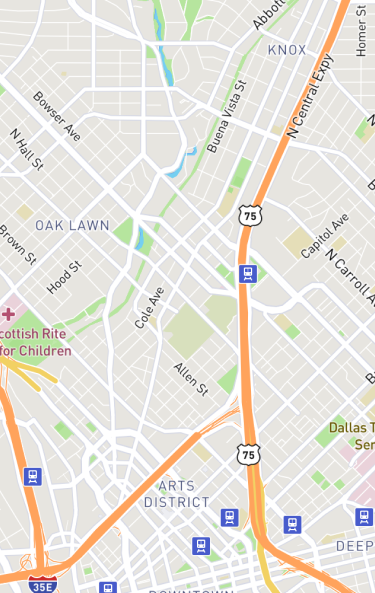 Abbott
Homer St
KNOX
N Central Expy
Buena Vista St
Bowser Ave
N Hall St
75
Capitol Ave
OAK LAWN
Brown St
N Carroll A
Hood St
Cole Ave
cottish Rite
for Children
Allen St
Dallas T
Ser
75
ARTS
DISTRICT
DEEP
35E
DOWNTOWN